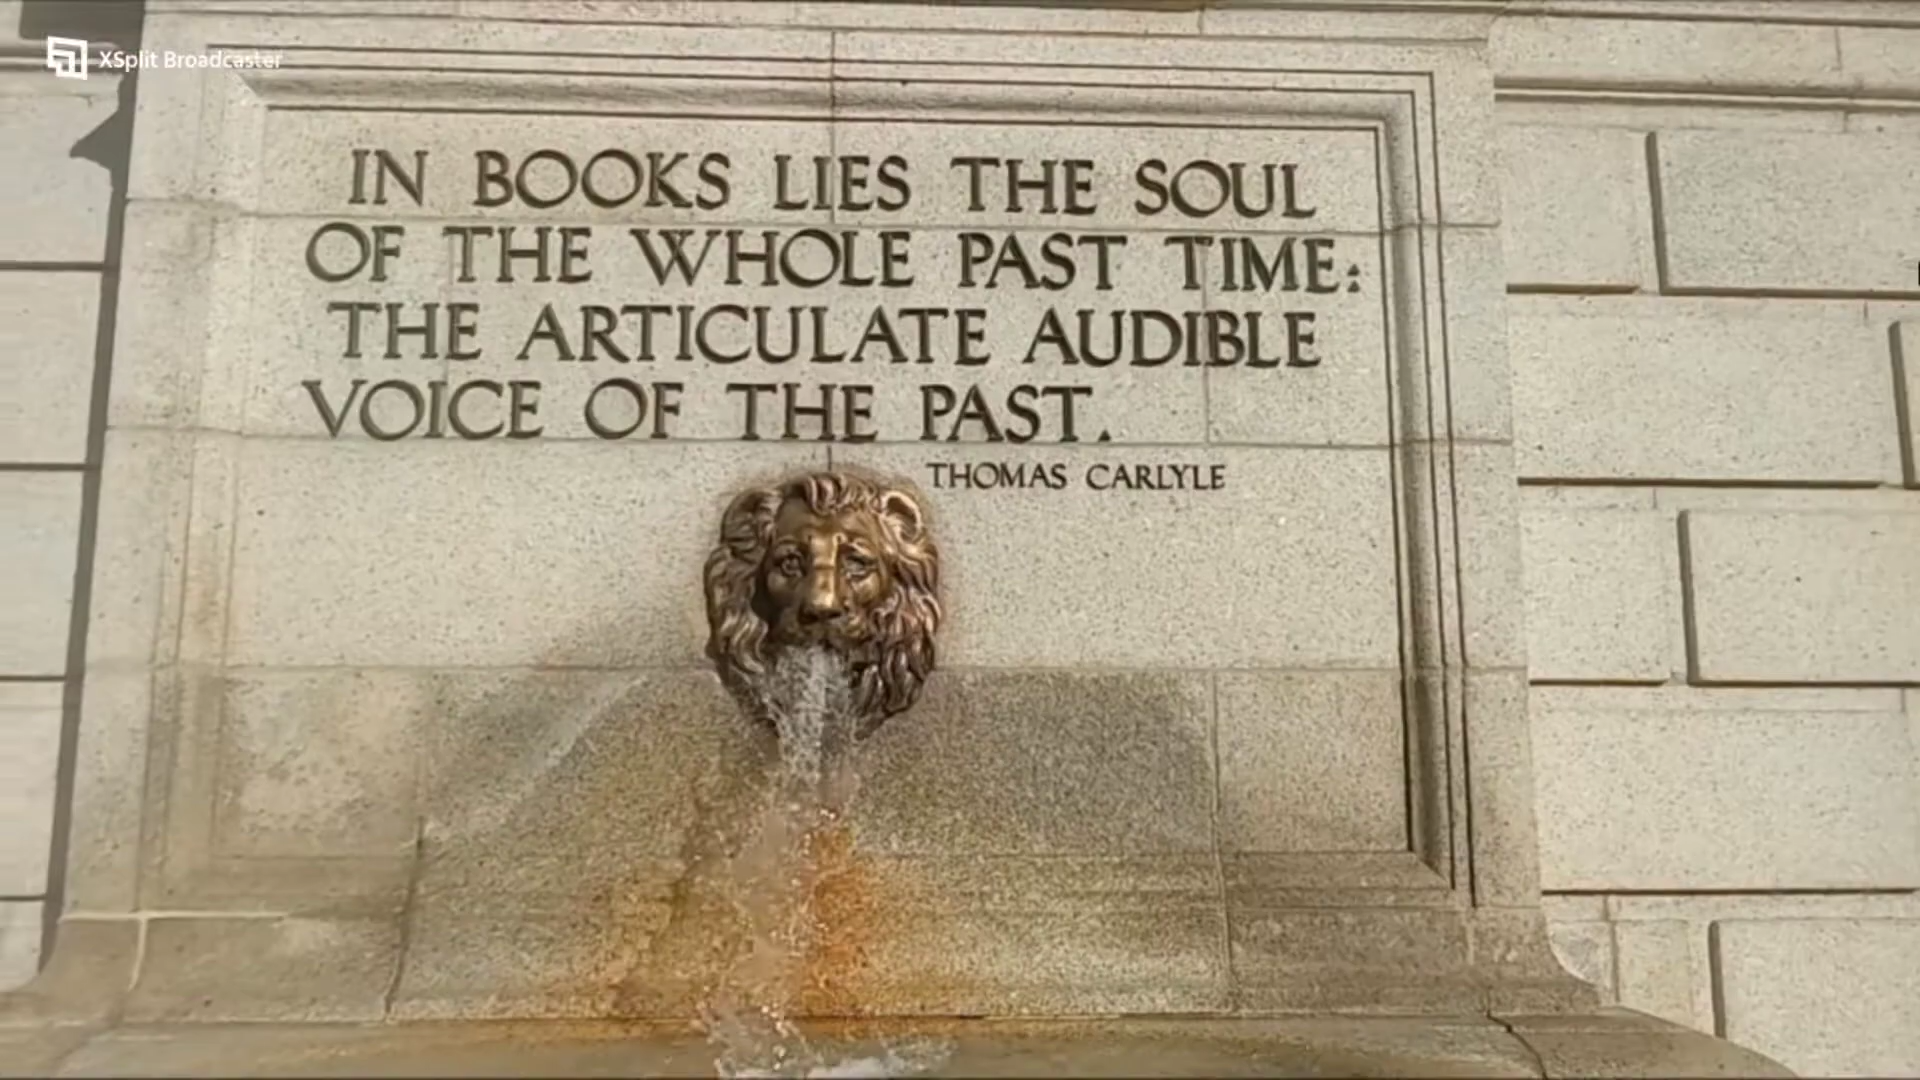 XSplit Broadcaster
IN BOOKS LIES THE SOUL
OF THE WHOLE PAST TIME:
THE ARTICULATE AUDIBLE
VOICE OF THE PAST.
THOMAS CARLYLE